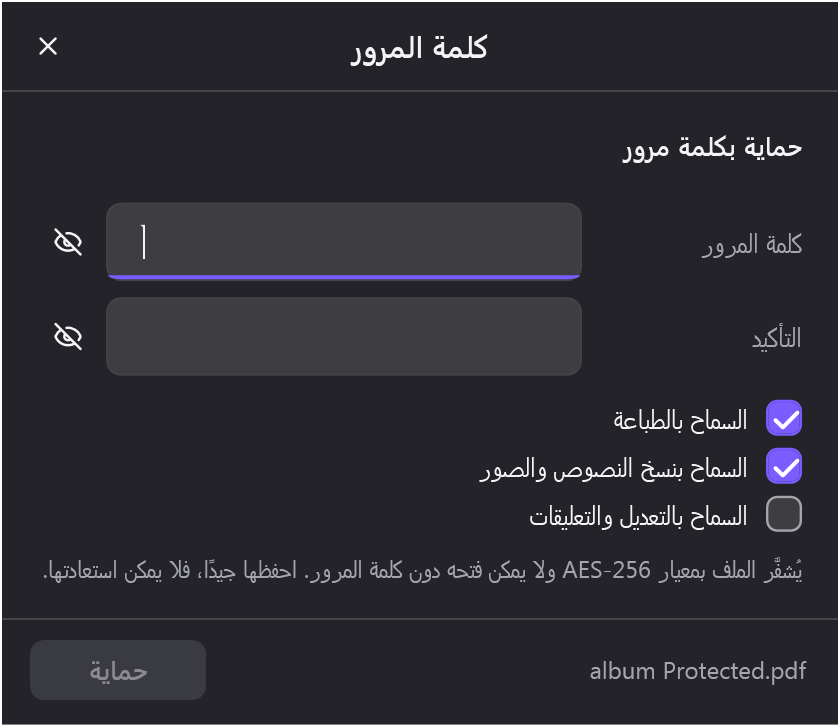 كلمة المرور
حماية بكلمة مرور
كلمة المرور
التأكيد
السماح بالطباعة
السماح بنسخ النصوص والصور
السماح بالتعديل والتعليقات
يُشفَّر الملف بمعيار AES-256 ولا يمكن فتحه دون كلمة المرور. احفظها جيدًا، فلا يمكن استعادتها.
album Protected.pdf
حماية